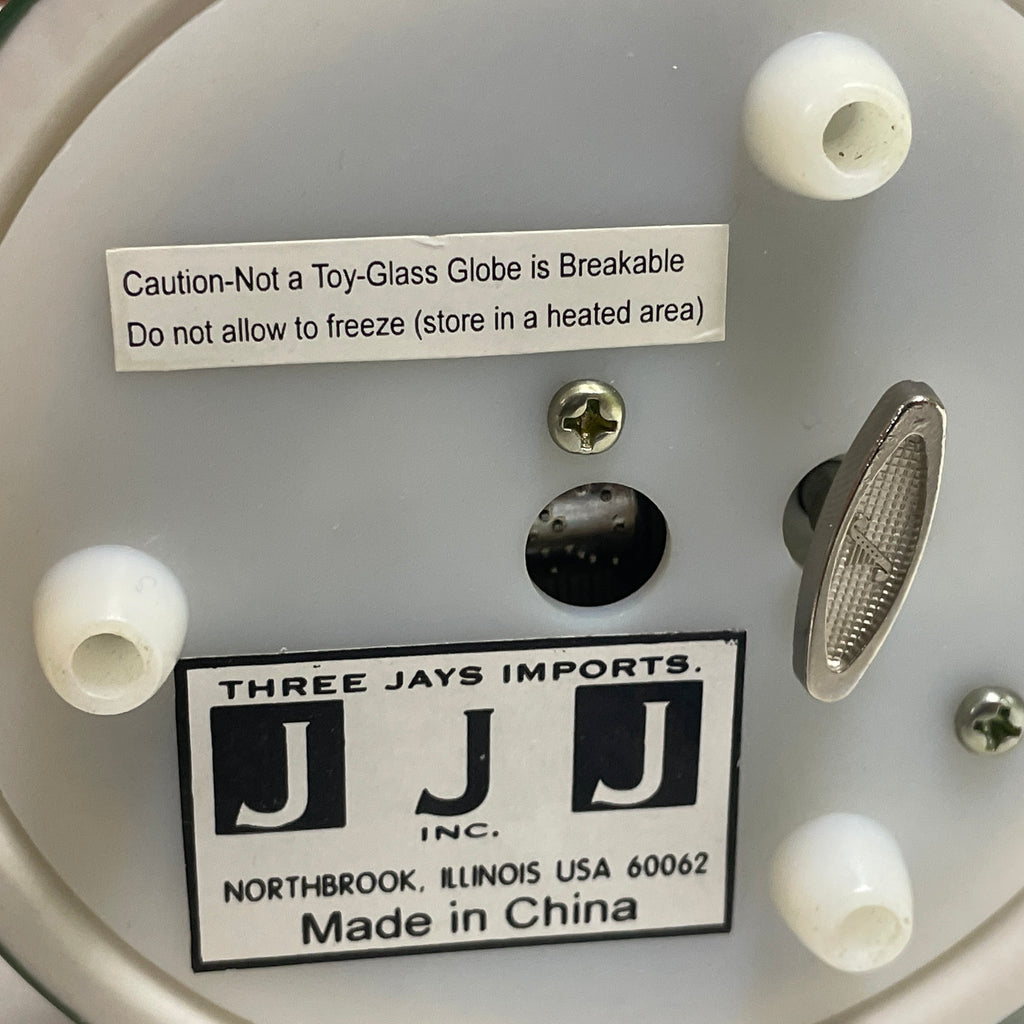 Caution-Not a Toy-Glass Globe is Breakable
Do not allow to freeze (store in a heated area)
THREE JAYS IMPORTS.
J J J
INC.
NORTHBROOK, ILLINOIS USA 60062
Made in China